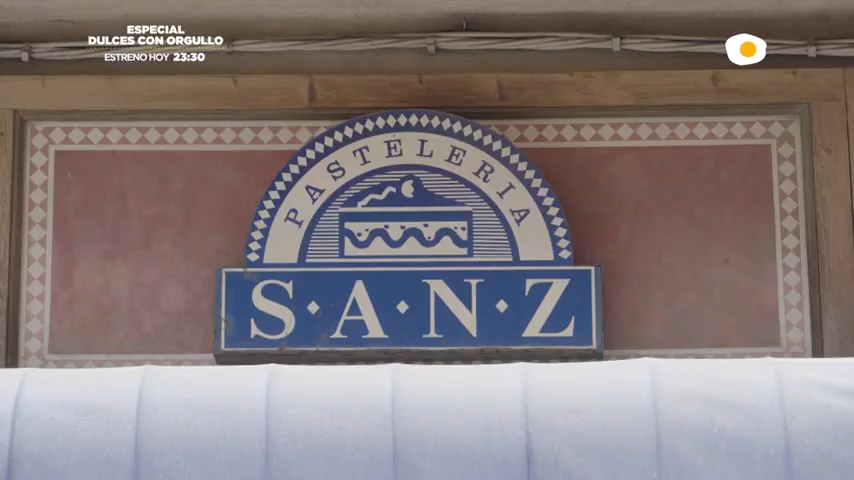 ESPECIAL
DULCES CON ORGULLO
ESTRENO HOY 23:30
PASTELERIA
S·A·N·Z